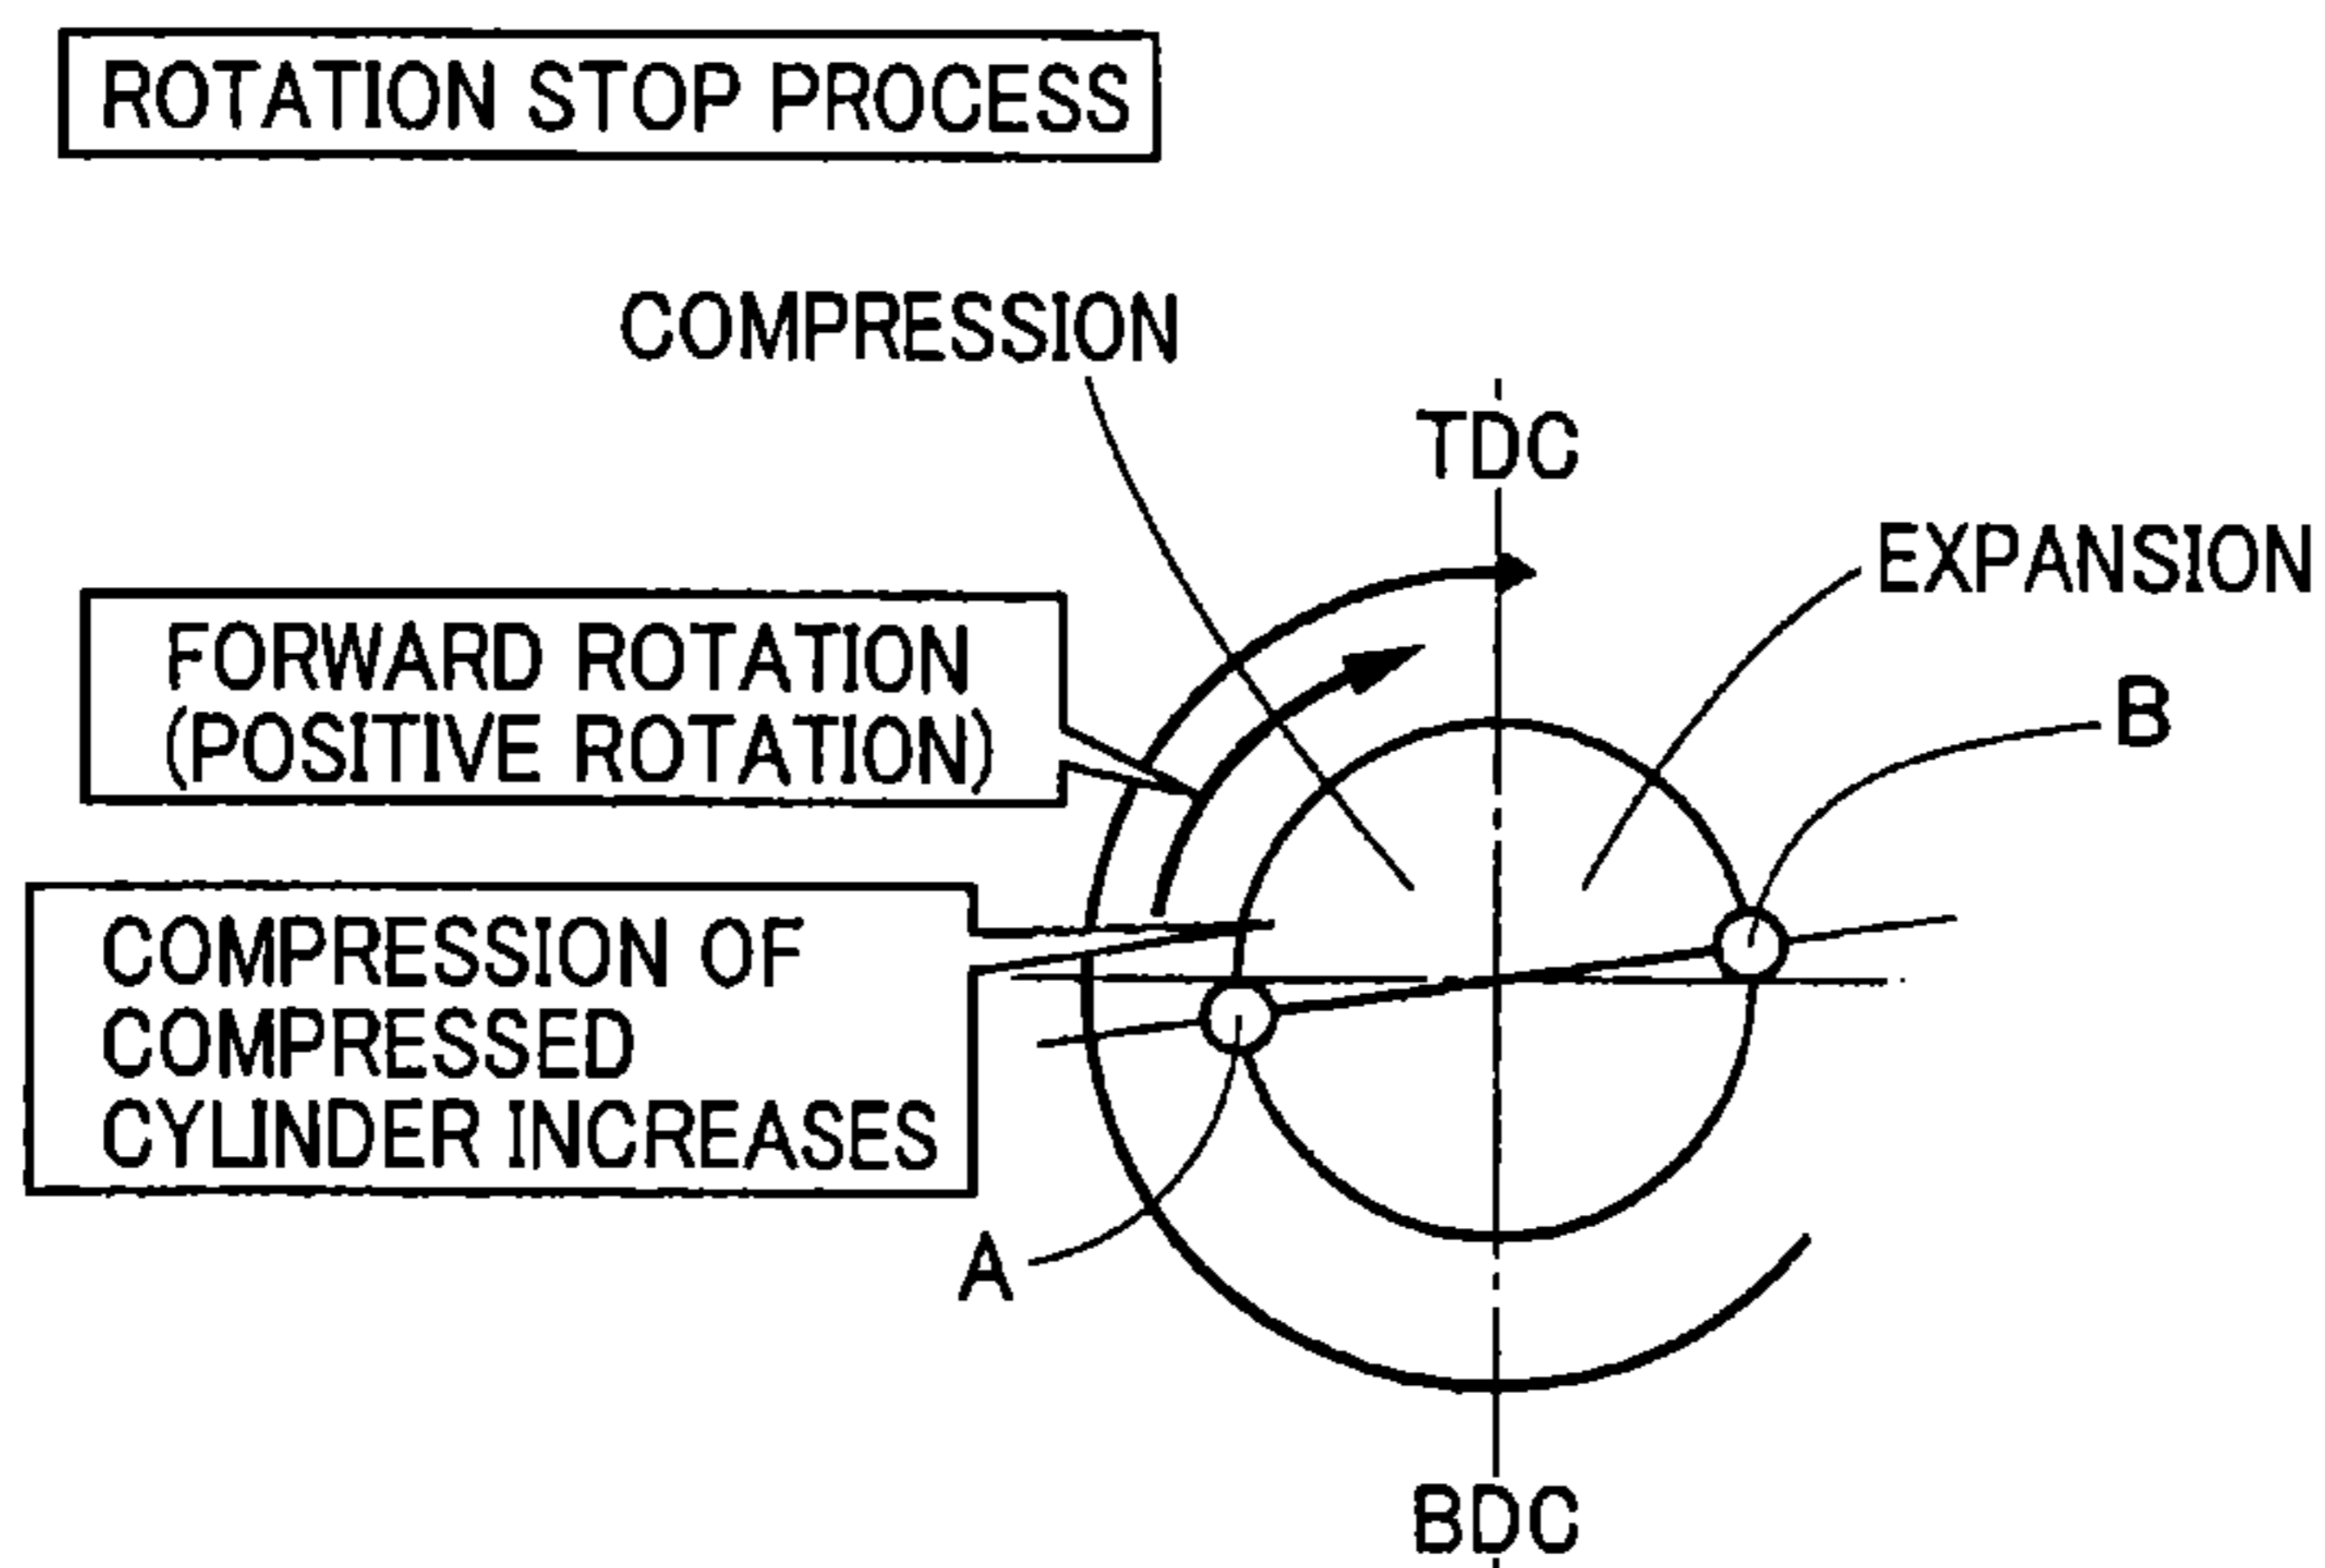 ROTATION STOP PROCESS
COMPRESSION
TDC
EXPANSION
FORWARD ROTATION
(POSITIVE ROTATION)
B
COMPRESSION OF
COMPRESSED
CYLINDER INCREASES
A
BDC